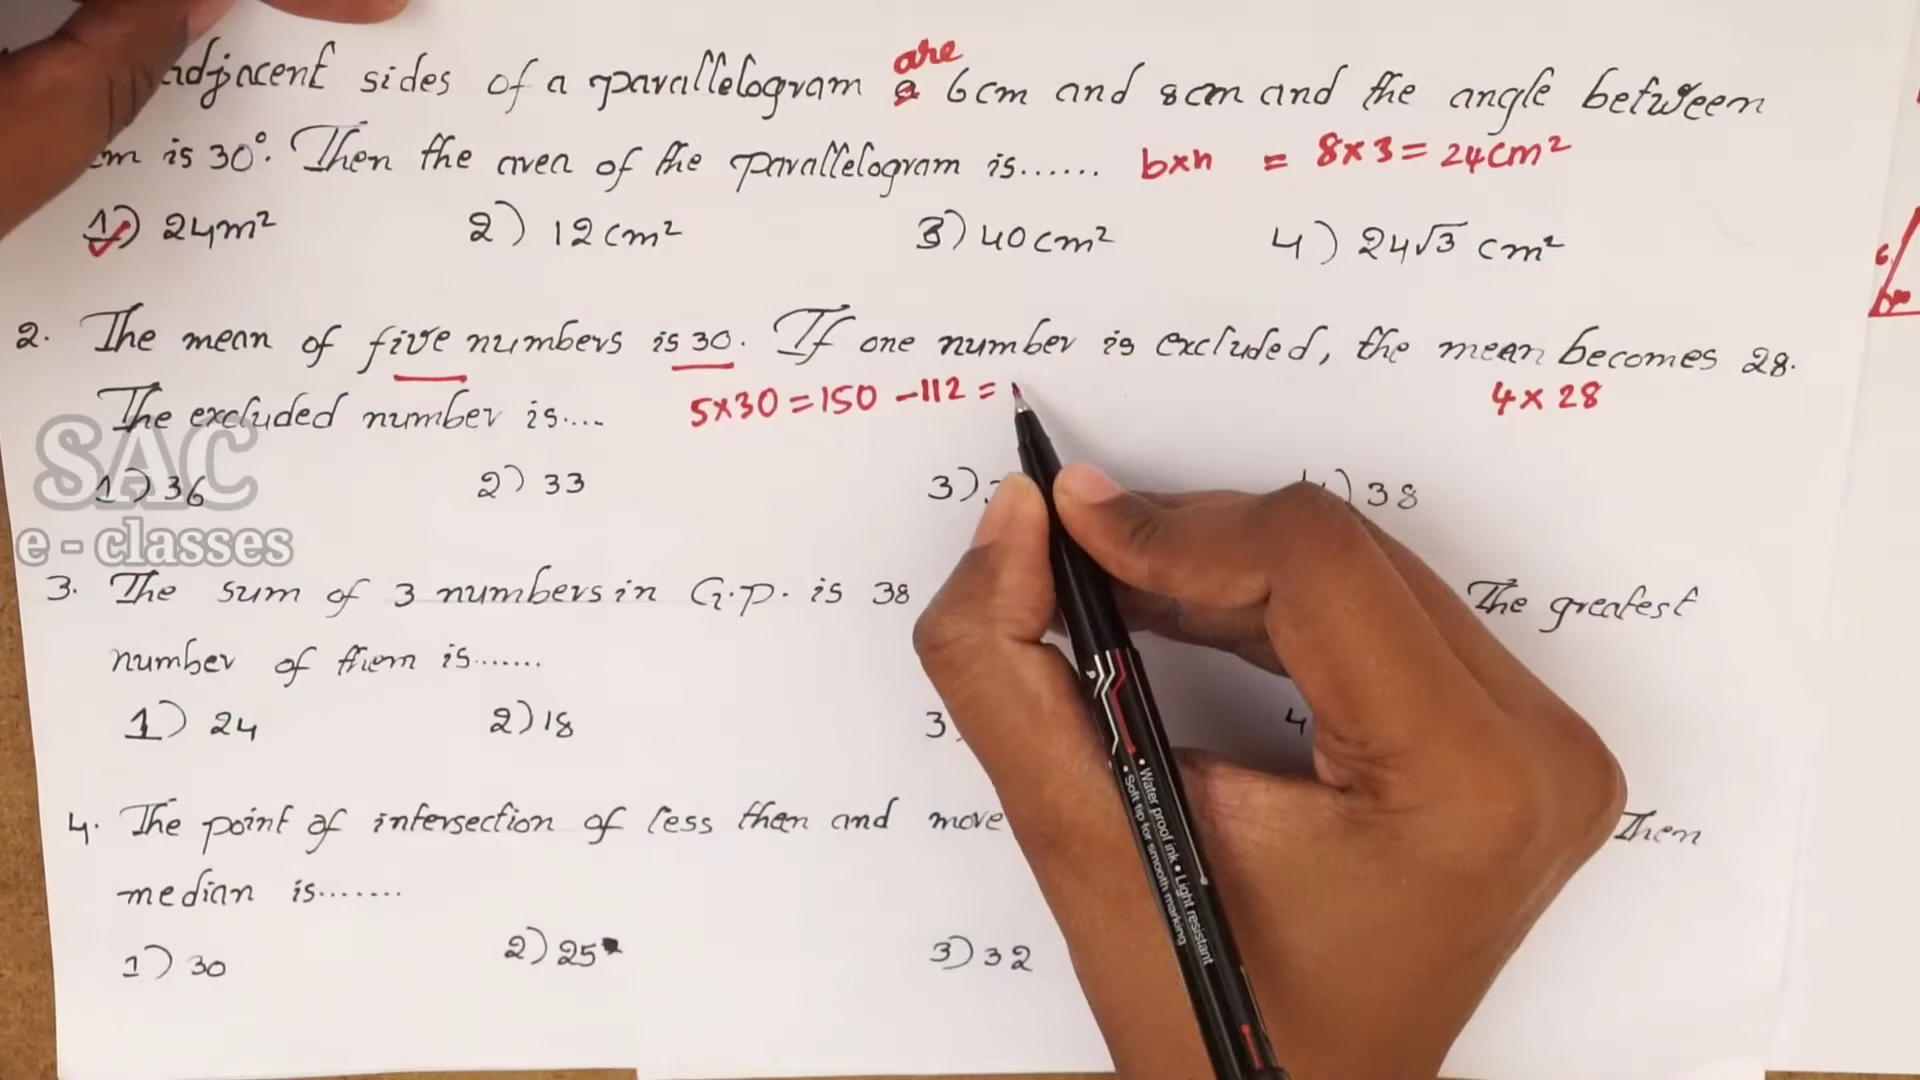 are
adjacent sides of a parallelogram 6cm and 8cm and the angle between
is 30°. Then the area of the parallelogram is...... b×h = 8×3 = 24cm²
1) 24m² 2) 12cm² 3) 40cm² 4) 24√3 cm²
6
2. The mean of five numbers is 30. If one number is excluded, the mean becomes 28.
The excluded number is.... 5×30=150 -112= 4×28
1) 36 2) 33 3) 4) 38
SAC
e - classes
3. The sum of 3 numbers in G.P. is 38 The greatest
number of them is.......
1) 24 2) 18 3 4
4. The point of intersection of less than and more Then
median is.......
1) 30 2) 25 3) 32
• Water proof ink • Light resistant
• Soft tip for smooth marking